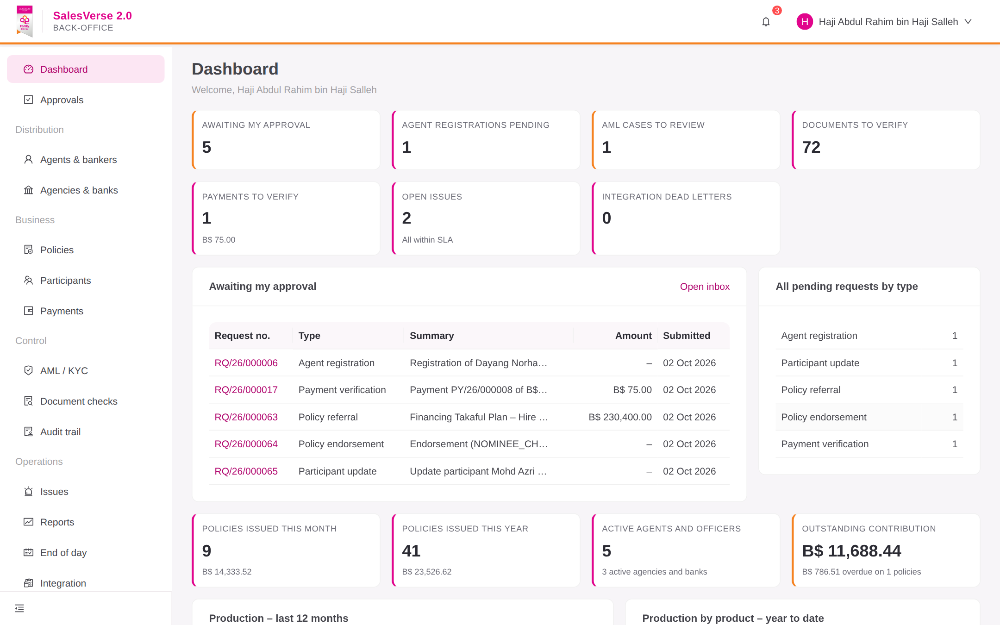 Family
Takaful
SalesVerse 2.0
BACK-OFFICE
3
H
Haji Abdul Rahim bin Haji Salleh
Dashboard
Approvals
Distribution
Agents & bankers
Agencies & banks
Business
Policies
Participants
Payments
Control
AML / KYC
Document checks
Audit trail
Operations
Issues
Reports
End of day
Integration
Dashboard
Welcome, Haji Abdul Rahim bin Haji Salleh
AWAITING MY APPROVAL
5
AGENT REGISTRATIONS PENDING
1
AML CASES TO REVIEW
1
DOCUMENTS TO VERIFY
72
PAYMENTS TO VERIFY
1
B$ 75.00
OPEN ISSUES
2
All within SLA
INTEGRATION DEAD LETTERS
0
Awaiting my approval
Open inbox
Request no. Type Summary Amount Submitted
RQ/26/000006 Agent registration Registration of Dayang Norha… – 02 Oct 2026
RQ/26/000017 Payment verification Payment PY/26/000008 of B$… B$ 75.00 02 Oct 2026
RQ/26/000063 Policy referral Financing Takaful Plan – Hire … B$ 230,400.00 02 Oct 2026
RQ/26/000064 Policy endorsement Endorsement (NOMINEE_CH… – 02 Oct 2026
RQ/26/000065 Participant update Update participant Mohd Azri … – 02 Oct 2026
All pending requests by type
Agent registration 1
Participant update 1
Policy referral 1
Policy endorsement 1
Payment verification 1
POLICIES ISSUED THIS MONTH
9
B$ 14,333.52
POLICIES ISSUED THIS YEAR
41
B$ 23,526.62
ACTIVE AGENTS AND OFFICERS
5
3 active agencies and banks
OUTSTANDING CONTRIBUTION
B$ 11,688.44
B$ 786.51 overdue on 1 policies
Production – last 12 months
Production by product – year to date